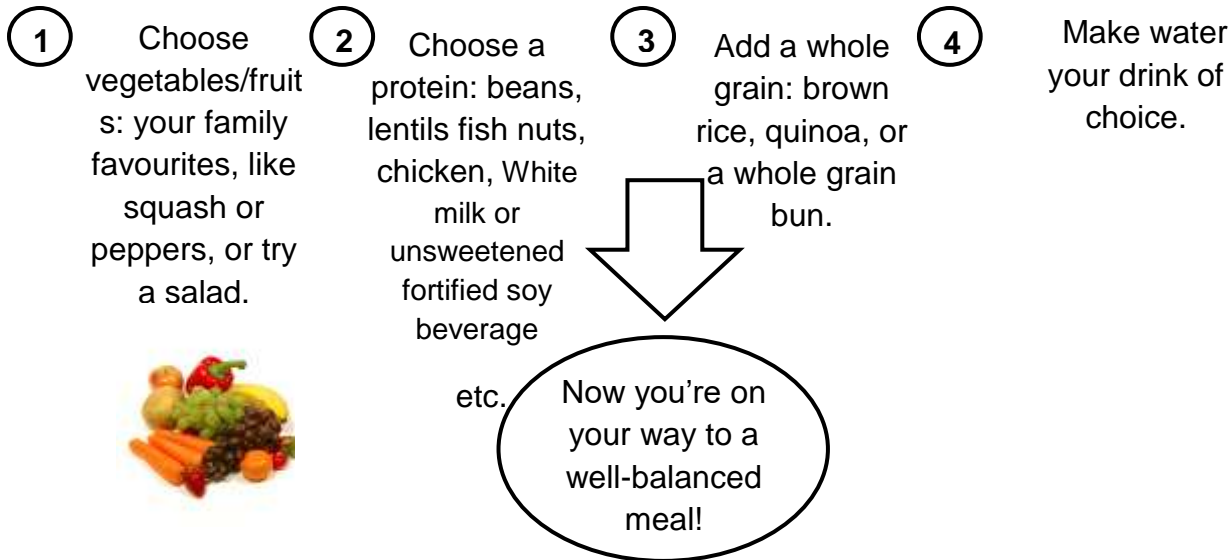 1
Choose
vegetables/fruit
s: your family
favourites, like
squash or
peppers, or try
a salad.
2
Choose a
protein: beans,
lentils fish nuts,
chicken, White
milk or
unsweetened
fortified soy
beverage
etc.
3
Add a whole
grain: brown
rice, quinoa, or
a whole grain
bun.
4
Make water
your drink of
choice.
Now you’re on
your way to a
well-balanced
meal!